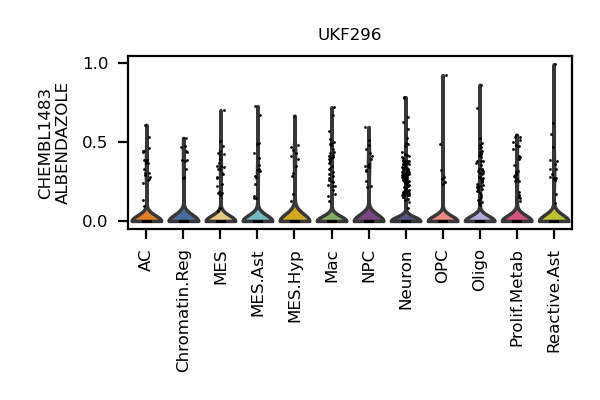 UKF296
CHEMBL1483
ALBENDAZOLE
1.0
0.5
0.0
AC
Chromatin.Reg
MES
MES.Ast
MES.Hyp
Mac
NPC
Neuron
OPC
Oligo
Prolif.Metab
Reactive.Ast